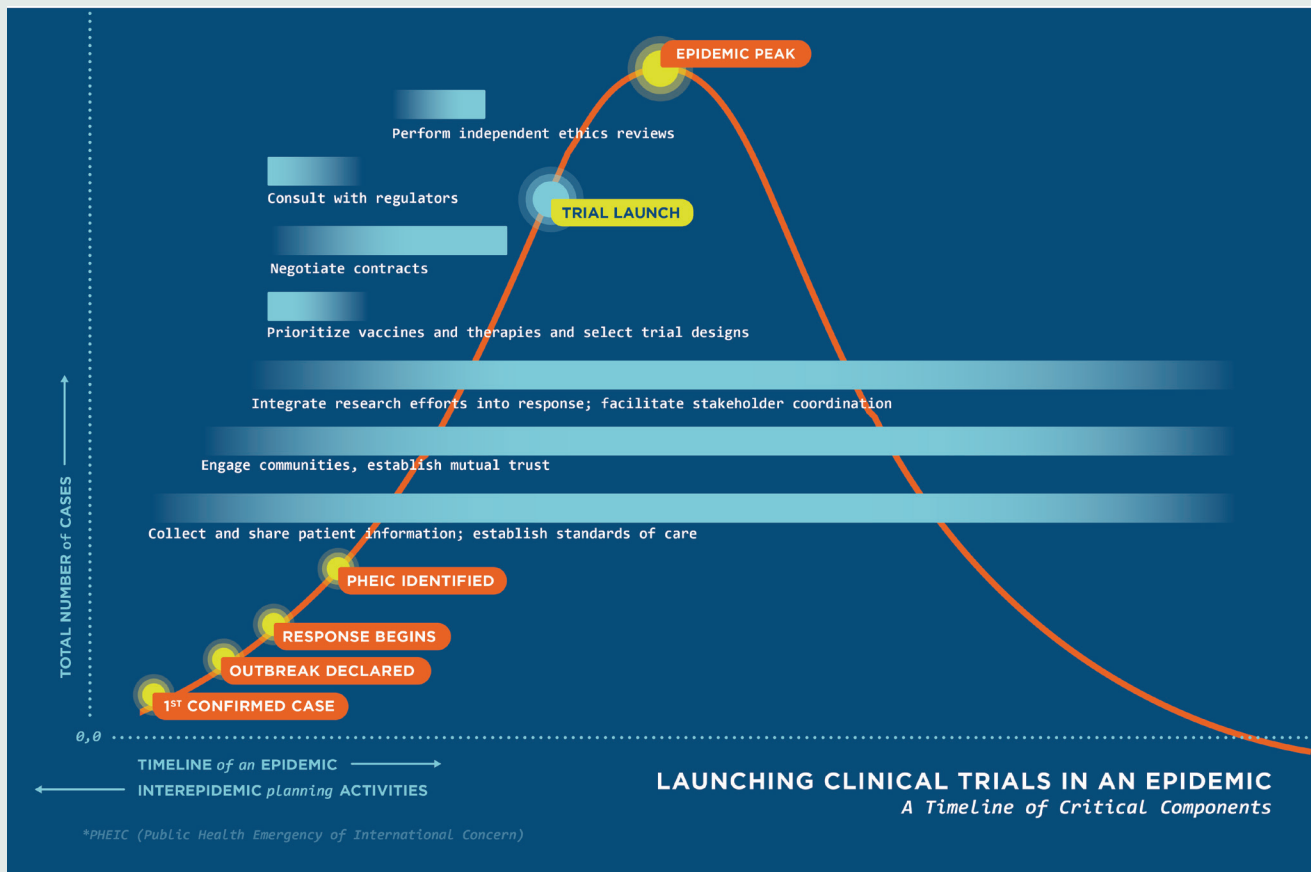 EPIDEMIC PEAK
Perform independent ethics reviews
Consult with regulators
TRIAL LAUNCH
Negotiate contracts
Prioritize vaccines and therapies and select trial designs
Integrate research efforts into response; facilitate stakeholder coordination
Engage communities, establish mutual trust
Collect and share patient information; establish standards of care
TOTAL NUMBER of CASES
PHEIC IDENTIFIED
RESPONSE BEGINS
OUTBREAK DECLARED
1ST CONFIRMED CASE
0,0
TIMELINE of an EPIDEMIC
INTEREPIDEMIC planning ACTIVITIES
LAUNCHING CLINICAL TRIALS IN AN EPIDEMIC
A Timeline of Critical Components
*PHEIC (Public Health Emergency of International Concern)